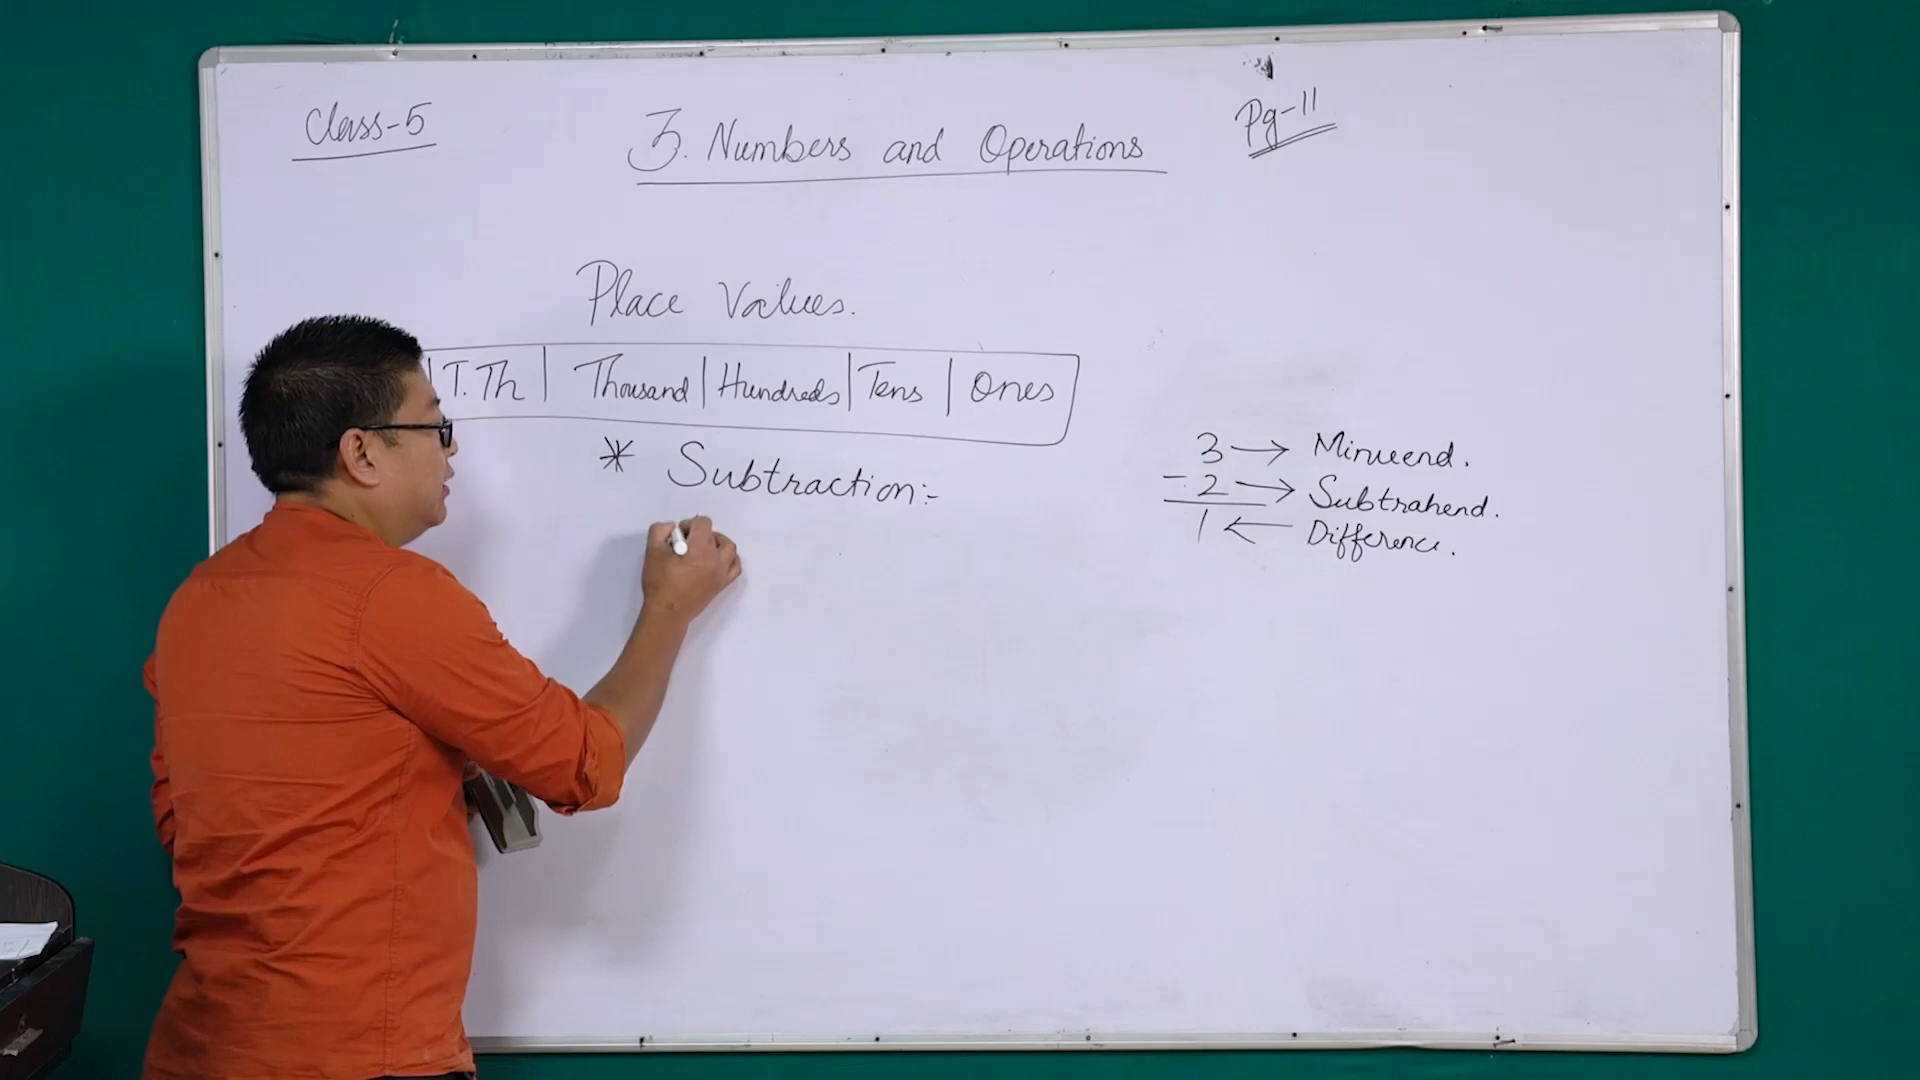 Class-5
3. Numbers and Operations
Pg-11
Place Values.
| T.Th | Thousand | Hundreds | Tens | Ones
* Subtraction:-
3 → Minuend.
- 2 → Subtrahend.
1 ← Difference.